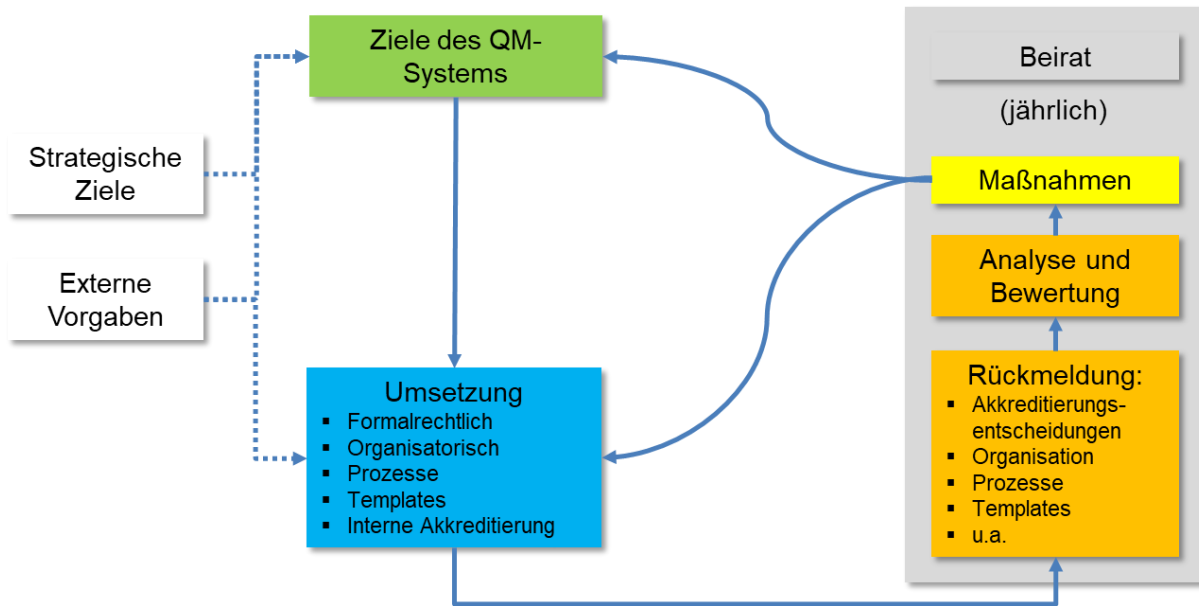 Ziele des QM-
Systems
Strategische
Ziele
Externe
Vorgaben
Umsetzung
▪ Formalrechtlich
▪ Organisatorisch
▪ Prozesse
▪ Templates
▪ Interne Akkreditierung
Beirat
(jährlich)
Maßnahmen
Analyse und
Bewertung
Rückmeldung:
▪ Akkreditierungs-
entscheidungen
▪ Organisation
▪ Prozesse
▪ Templates
▪ u.a.